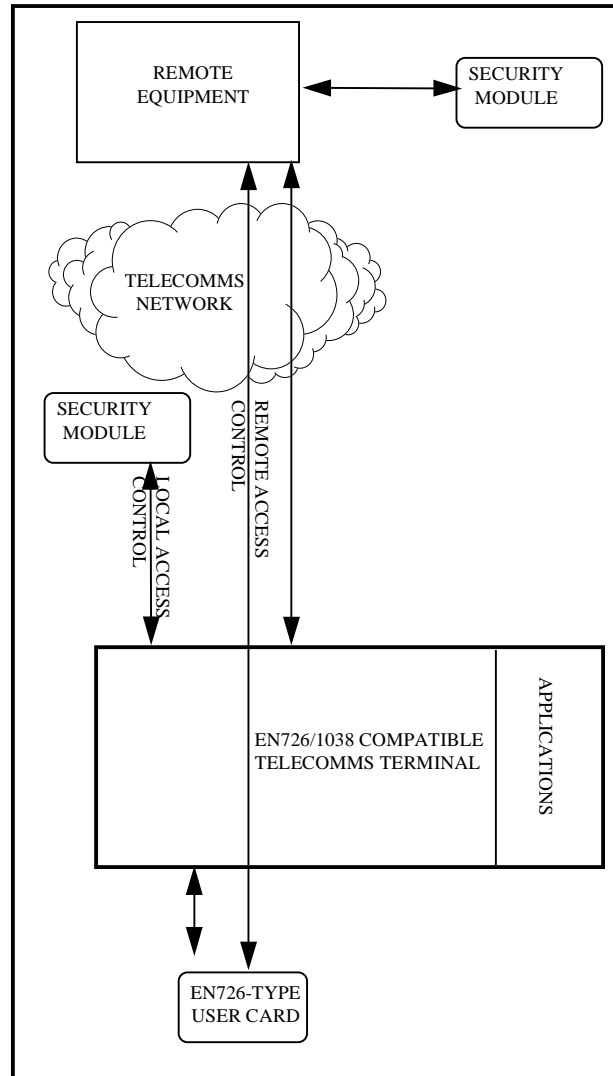 REMOTE
EQUIPMENT
SECURITY
MODULE
TELECOMMS
NETWORK
SECURITY
MODULE
LOCAL ACCESS
CONTROL
REMOTE ACCESS
CONTROL
EN726/1038 COMPATIBLE
TELECOMMS TERMINAL
APPLICATIONS
EN726-TYPE
USER CARD